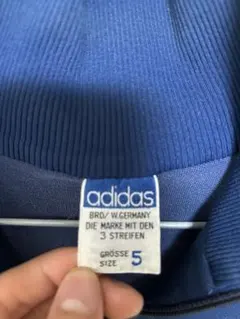 adidas
BRD/W.GERMANY
DIE MARKE MIT DEN
3 STREIFEN
GRÖSSE
SIZE 5